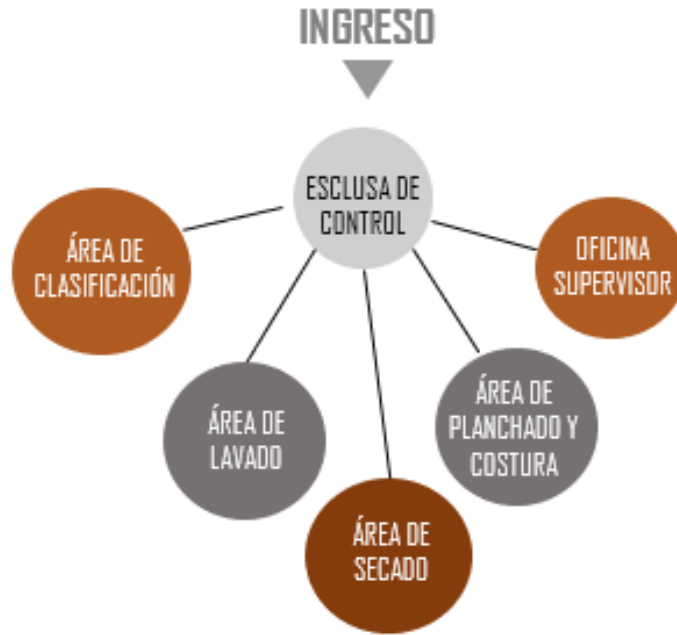 INGRESO
ESCLUSA DE
CONTROL
ÁREA DE
CLASIFICACIÓN
OFICINA
SUPERVISOR
ÁREA DE
LAVADO
ÁREA DE
PLANCHADO Y
COSTURA
ÁREA DE
SECADO